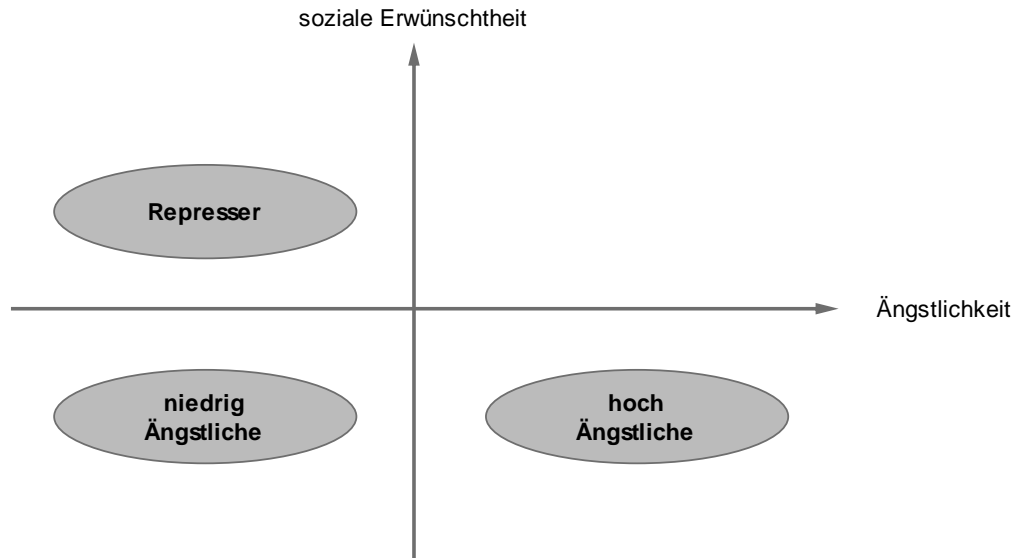 soziale Erwünschtheit
Represser
Ängstlichkeit
niedrig
Ängstliche
hoch
Ängstliche